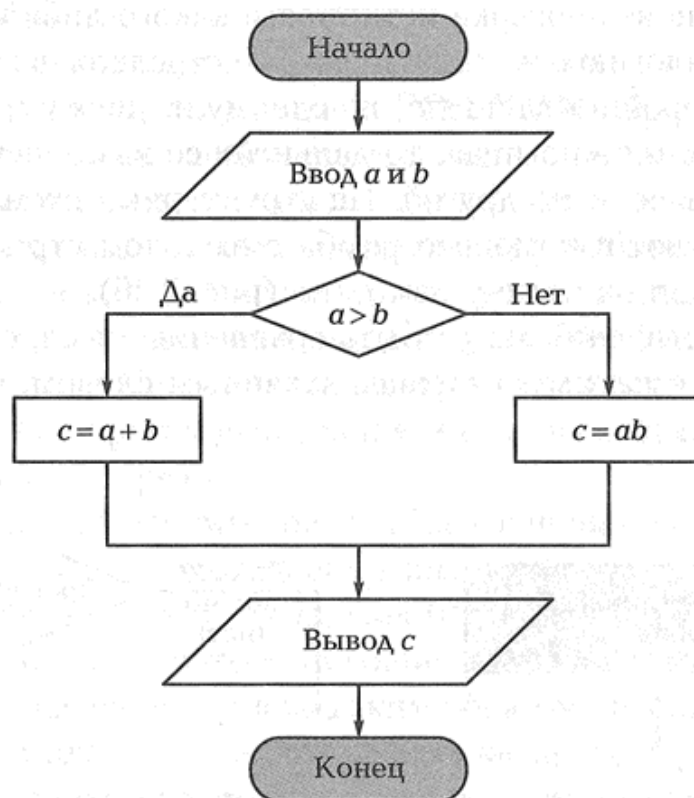 Начало
Ввод a и b
Да
a > b
Нет
c = a + b
c = ab
Вывод c
Конец